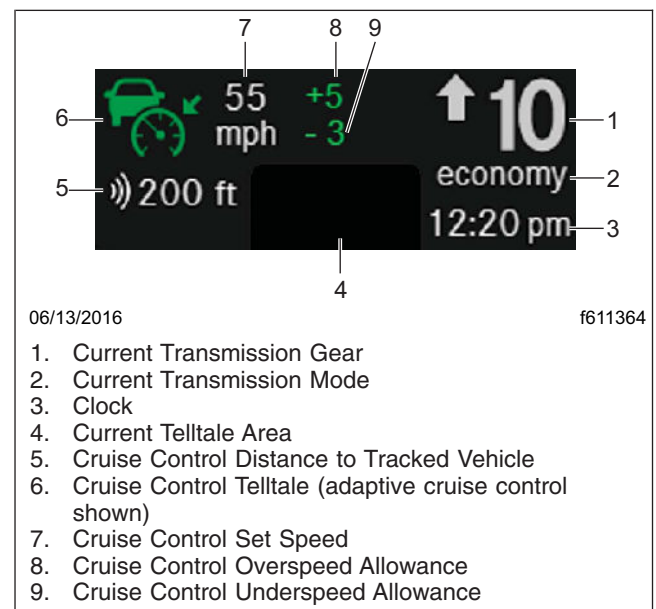 7 8 9
55 +5 10
6 mph - 3 1
economy 2
5 200 ft
12:20 pm 3
4
06/13/2016 f611364
1. Current Transmission Gear
2. Current Transmission Mode
3. Clock
4. Current Telltale Area
5. Cruise Control Distance to Tracked Vehicle
6. Cruise Control Telltale (adaptive cruise control
shown)
7. Cruise Control Set Speed
8. Cruise Control Overspeed Allowance
9. Cruise Control Underspeed Allowance